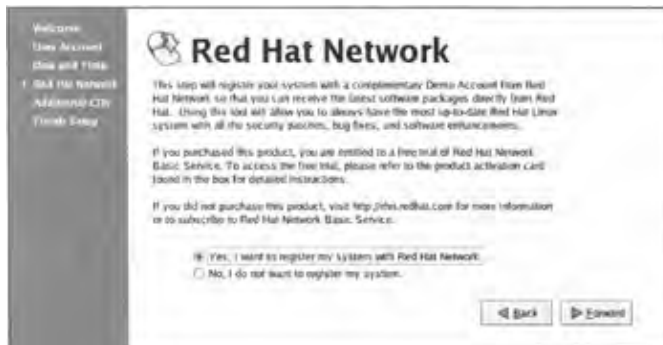 Welcome
User Account
Date and Time
Red Hat Network
Additional CDs
Finish Setup
Red Hat Network
This step will register your system with a complementary Demo Account from Red
Hat Network so that you can receive the latest software packages directly from Red
Hat. Using this tool will allow you to always have the most up-to-date Red Hat Linux
system with all the security patches, bug fixes, and software enhancements.
If you purchased this product, you are entitled to a free trial of Red Hat Network
Basic Service. To access the free trial, please refer to the product activation card
found in the box for detailed instructions.
If you did not purchase this product, visit http://rhn.redhat.com for more information
or to subscribe to Red Hat Network Basic Service.
Yes, I want to register my system with Red Hat Network.
No, I do not want to register my system.
Back
Forward